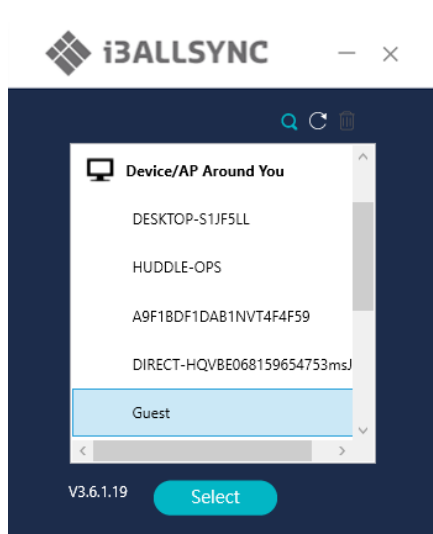 i3ALLSYNC
Device/AP Around You
DESKTOP-S1JF5LL
HUDDLE-OPS
A9F1BDF1DAB1NVT4F4F59
DIRECT-HQVBE068159654753msJ
Guest
V3.6.1.19
Select